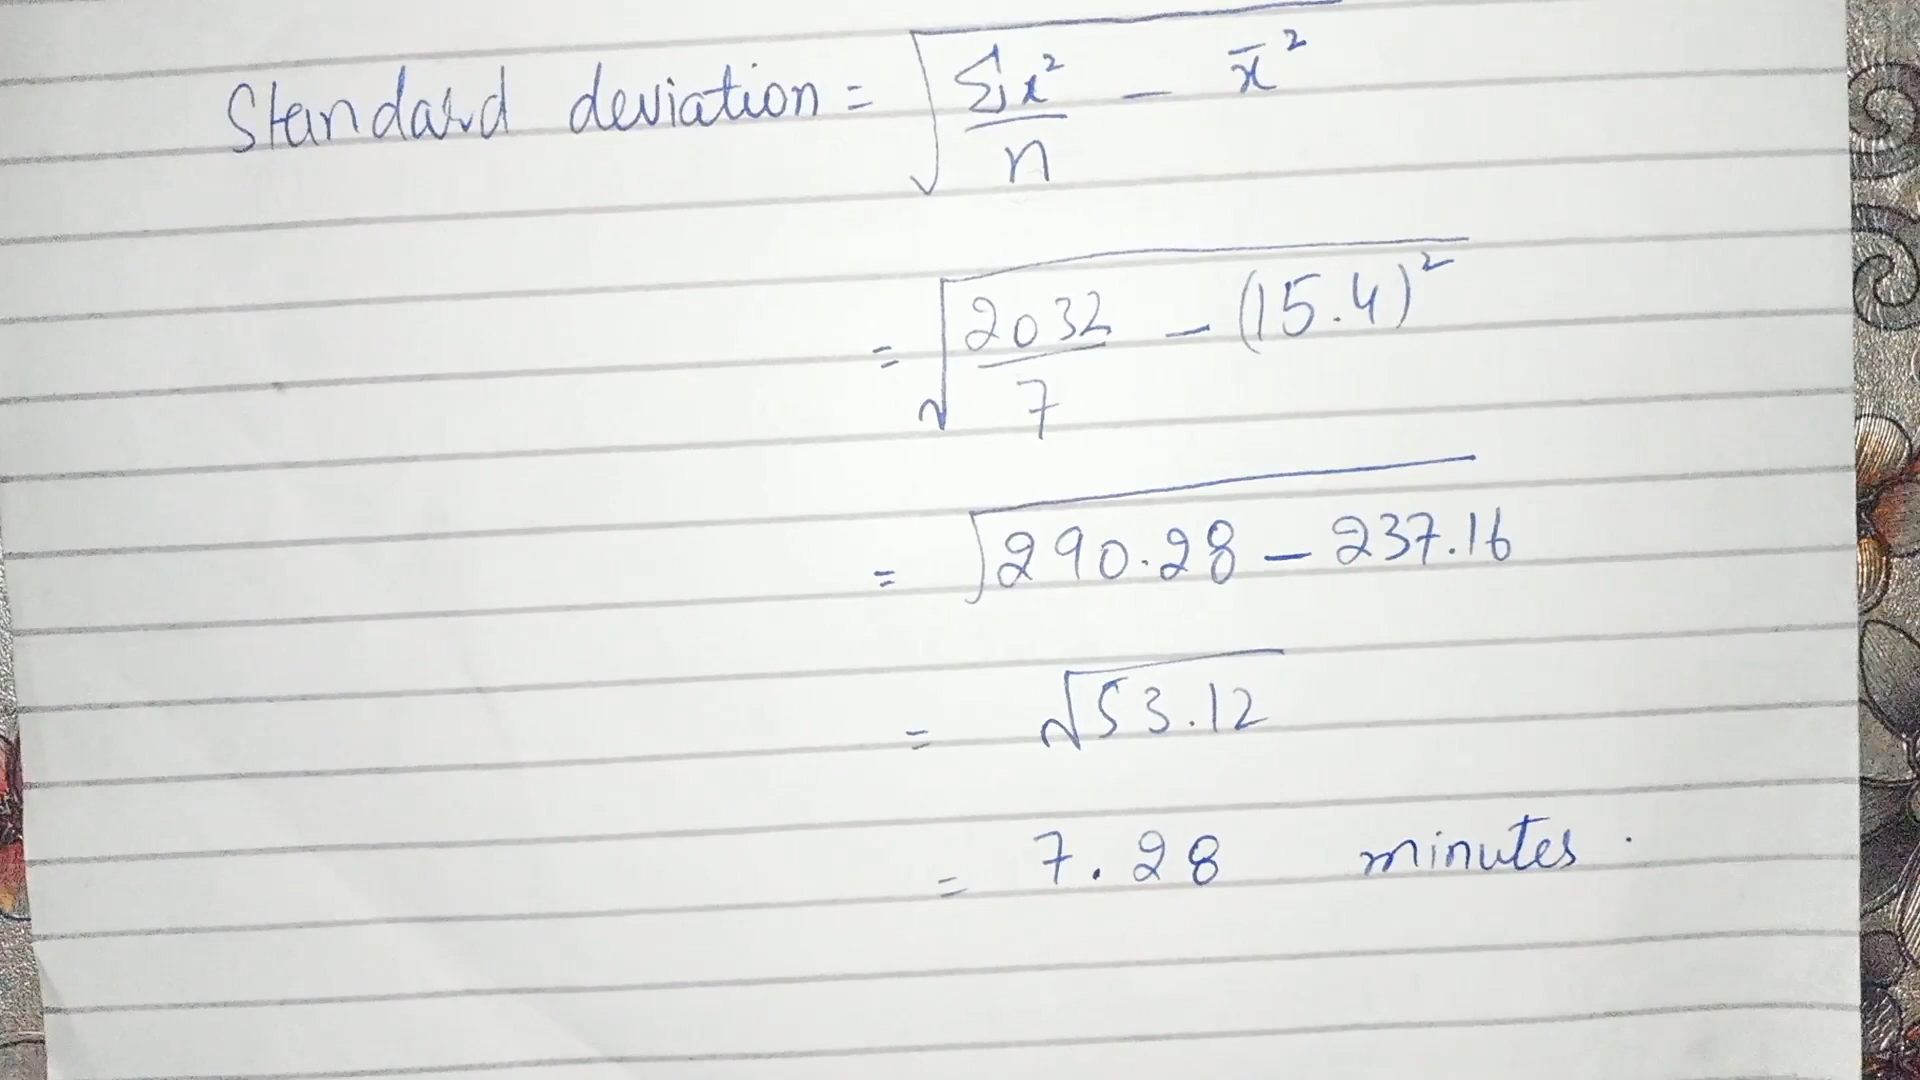 Standard deviation = √(Σx²/n - x̄²)
= √(2032/7 - (15.4)²)
= √(290.28 - 237.16)
= √53.12
= 7.28 minutes.